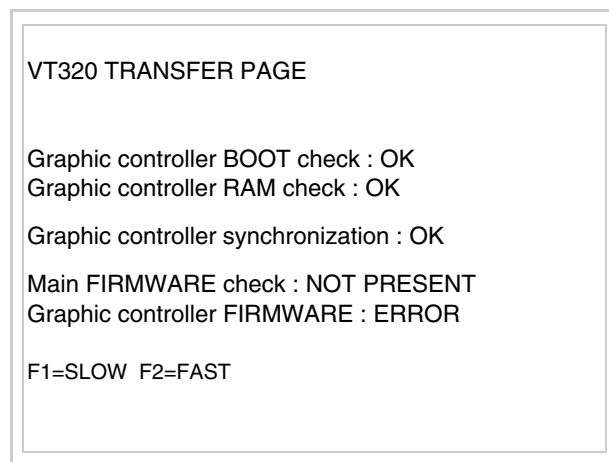 VT320 TRANSFER PAGE
Graphic controller BOOT check : OK
Graphic controller RAM check : OK
Graphic controller synchronization : OK
Main FIRMWARE check : NOT PRESENT
Graphic controller FIRMWARE : ERROR
F1=SLOW F2=FAST